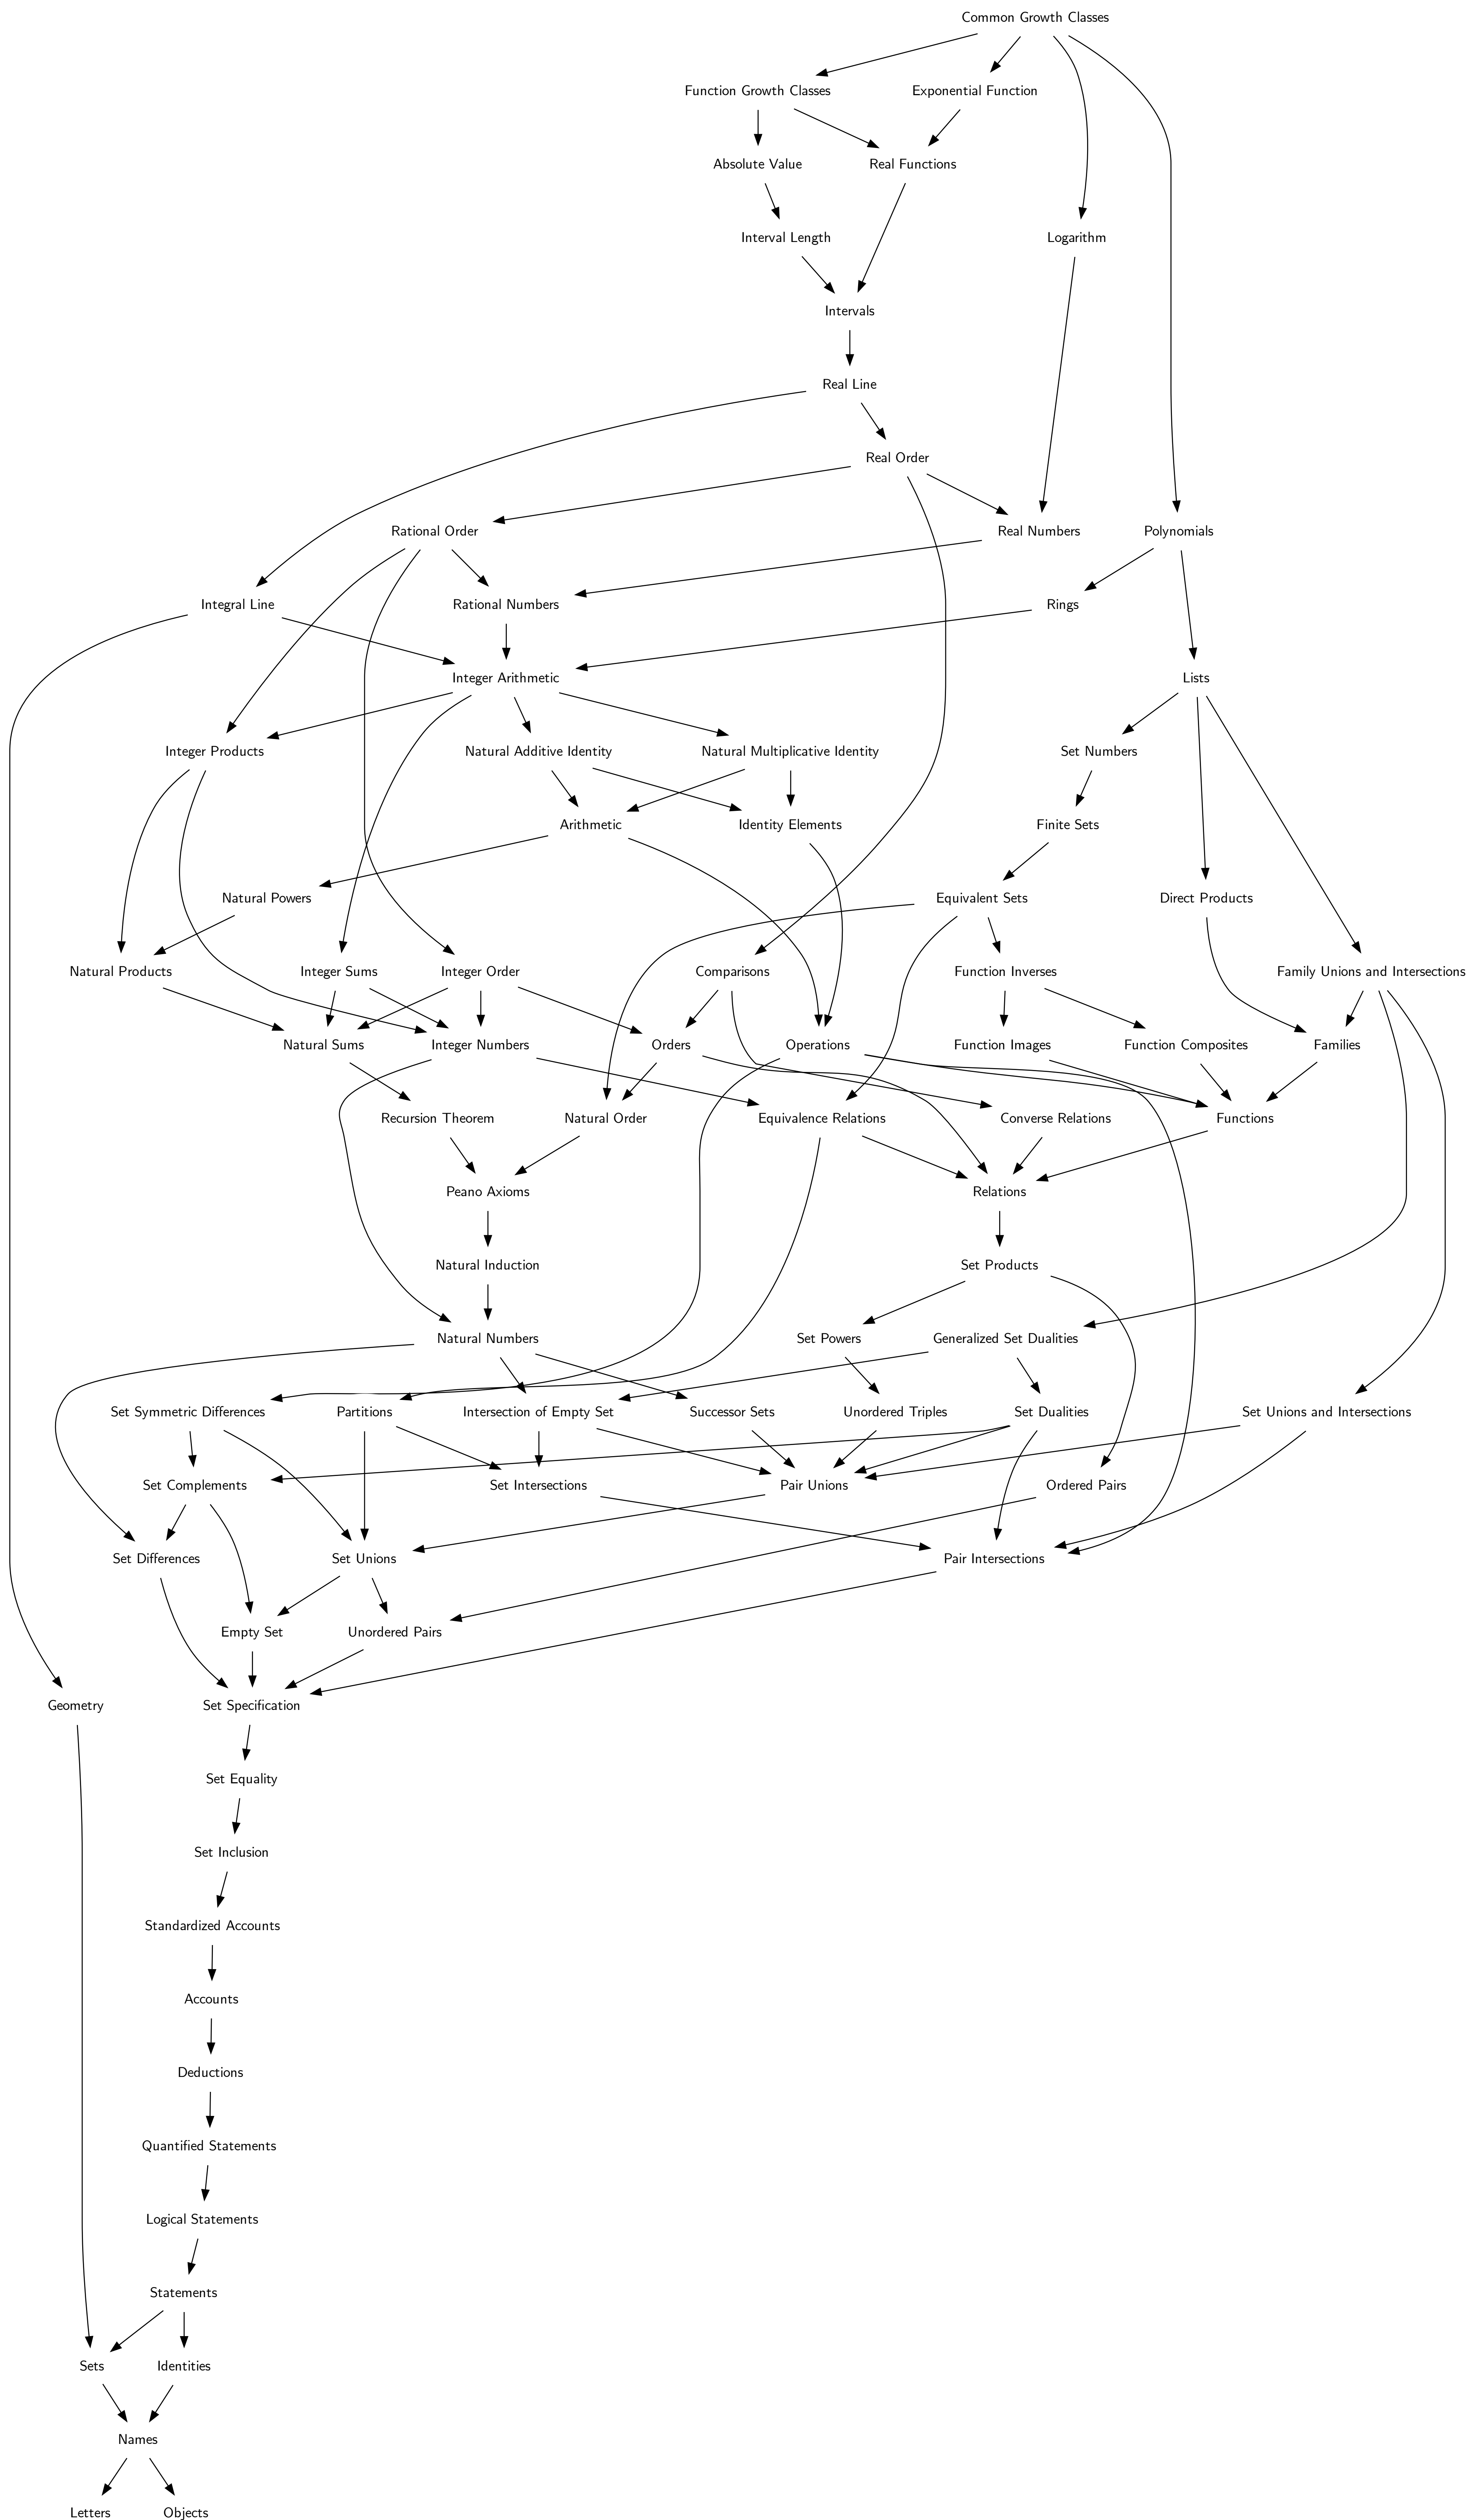 Common Growth Classes
Function Growth Classes
Exponential Function
Absolute Value
Real Functions
Interval Length
Logarithm
Intervals
Real Line
Real Order
Rational Order
Real Numbers
Polynomials
Integral Line
Rational Numbers
Rings
Integer Arithmetic
Lists
Integer Products
Natural Additive Identity
Natural Multiplicative Identity
Set Numbers
Arithmetic
Identity Elements
Finite Sets
Natural Powers
Equivalent Sets
Direct Products
Natural Products
Integer Sums
Integer Order
Comparisons
Function Inverses
Family Unions and Intersections
Natural Sums
Integer Numbers
Orders
Operations
Function Images
Function Composites
Families
Recursion Theorem
Natural Order
Equivalence Relations
Converse Relations
Functions
Peano Axioms
Relations
Natural Induction
Set Products
Natural Numbers
Set Powers
Generalized Set Dualities
Set Symmetric Differences
Partitions
Intersection of Empty Set
Successor Sets
Unordered Triples
Set Dualities
Set Unions and Intersections
Set Complements
Set Intersections
Pair Unions
Ordered Pairs
Set Differences
Set Unions
Pair Intersections
Empty Set
Unordered Pairs
Geometry
Set Specification
Set Equality
Set Inclusion
Standardized Accounts
Accounts
Deductions
Quantified Statements
Logical Statements
Statements
Sets
Identities
Names
Letters
Objects